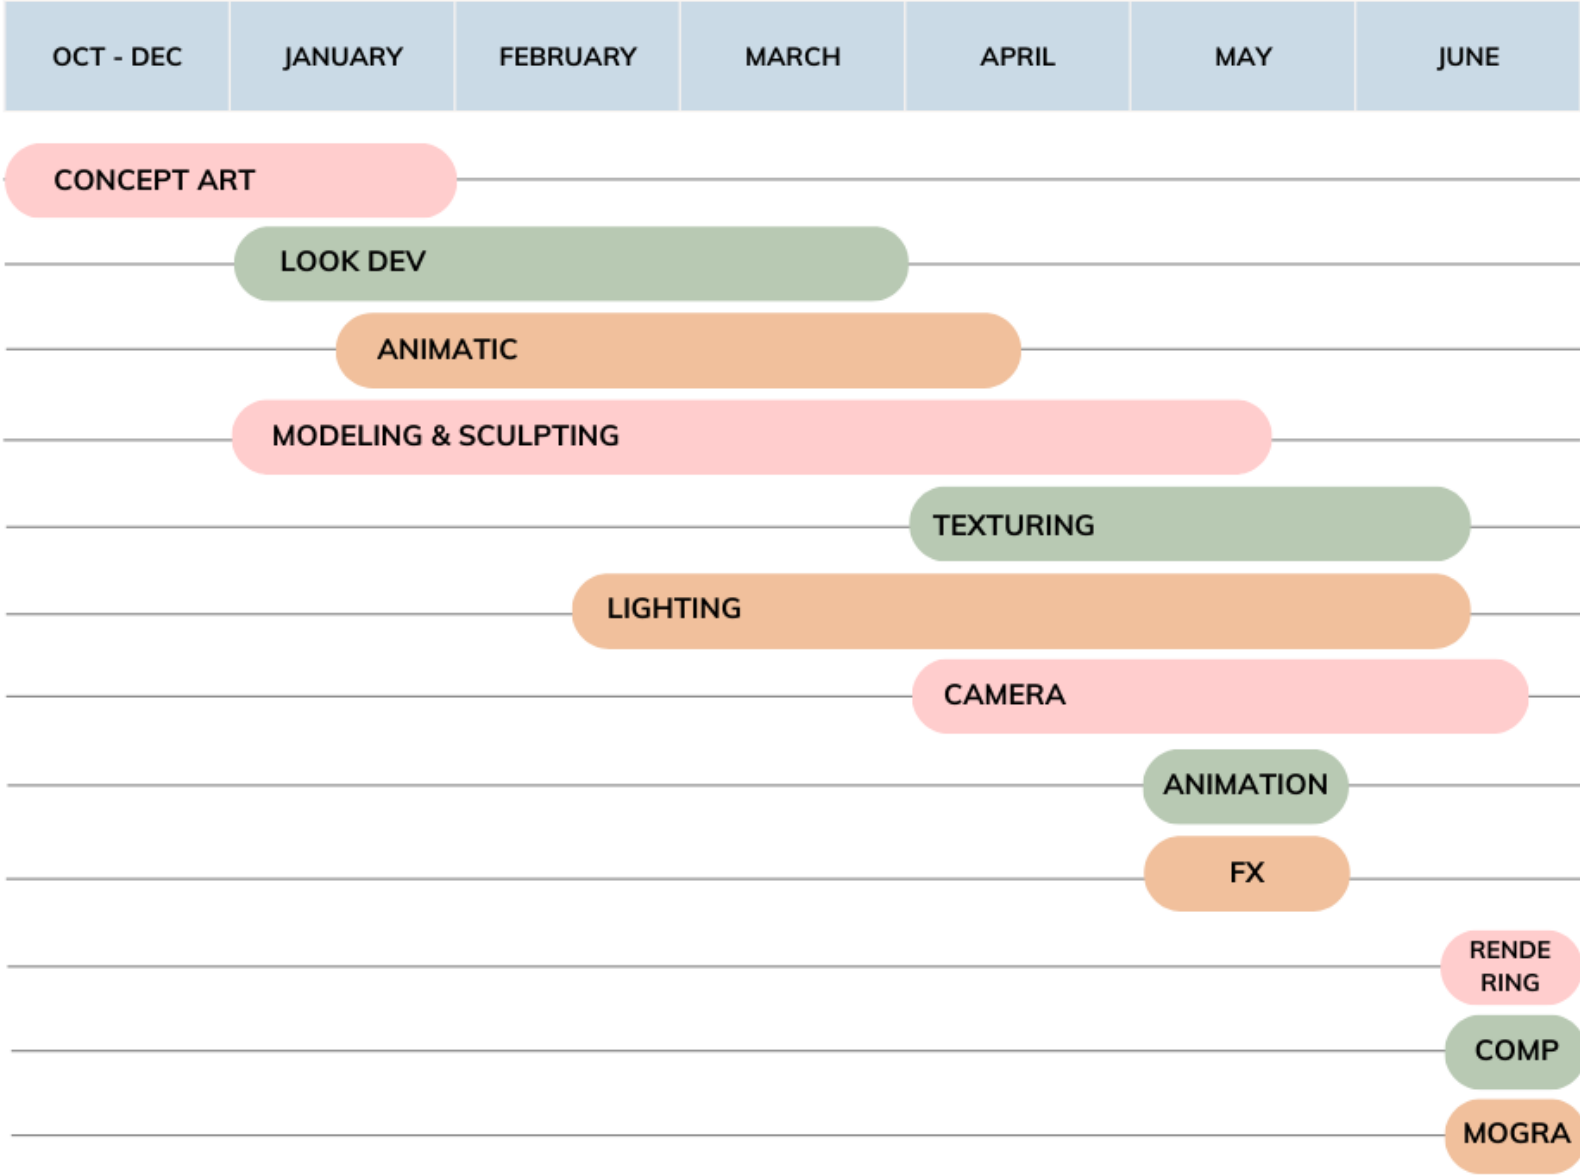 OCT - DEC
JANUARY
FEBRUARY
MARCH
APRIL
MAY
JUNE
CONCEPT ART
LOOK DEV
ANIMATIC
MODELING & SCULPTING
TEXTURING
LIGHTING
CAMERA
ANIMATION
FX
RENDE
RING
COMP
MOGRA